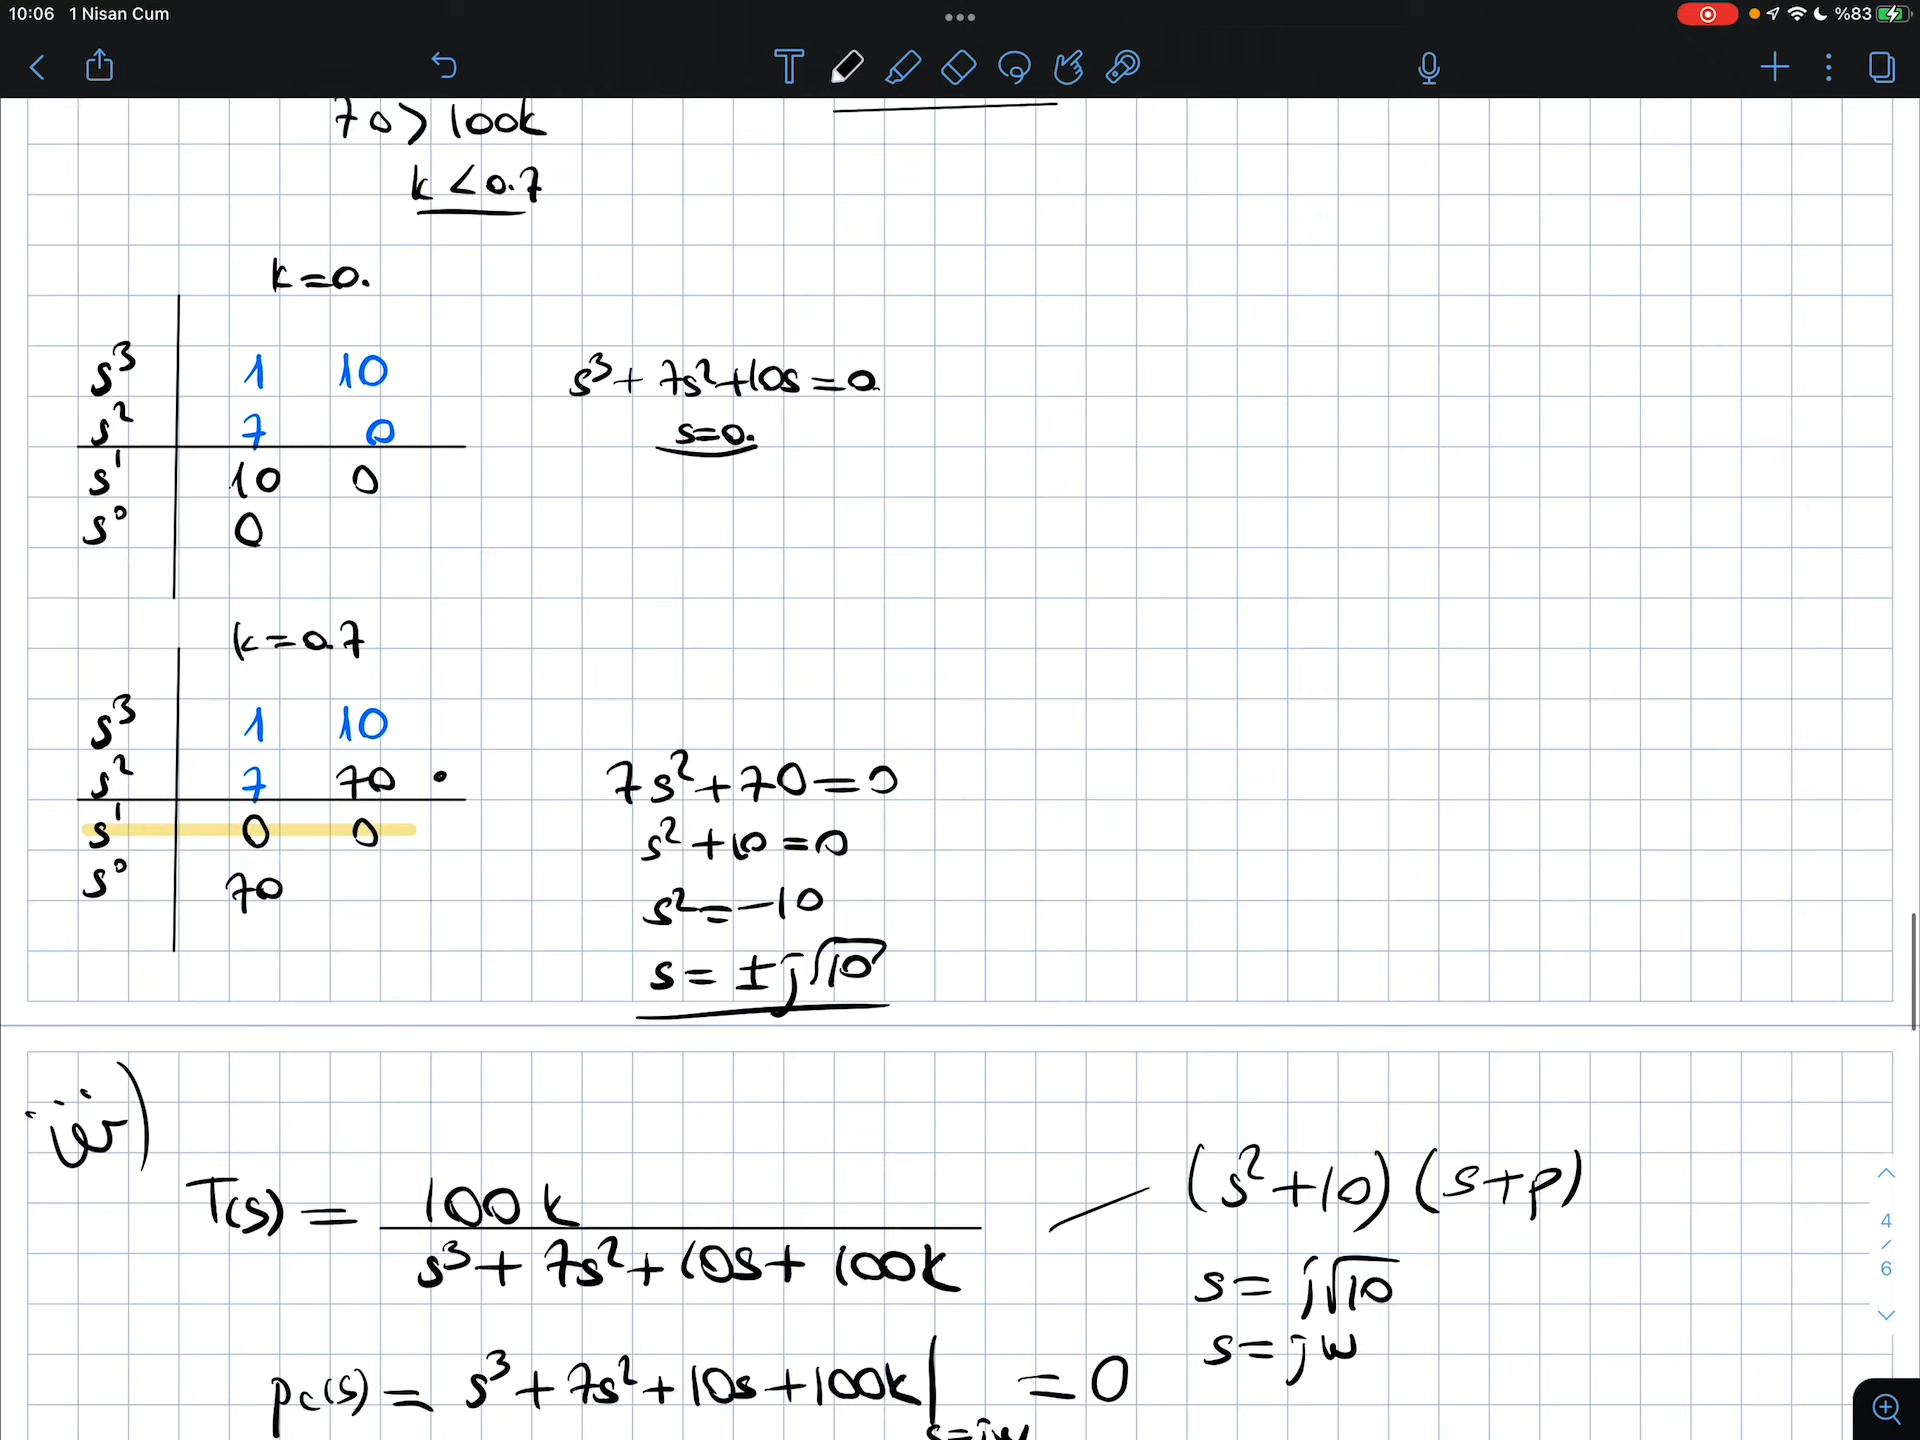 10:06 1 Nisan Cum
%83
70 > 100k
k < 0.7
k = 0.
s³ 1 10
s² 7 0
s¹ 10 0
s⁰ 0
s³ + 7s² + 10s = 0
s = 0.
k = 0.7
s³ 1 10
s² 7 70 •
s¹ 0 0
s⁰ 70
7s² + 70 = 0
s² + 10 = 0
s² = -10
s = ± j√10
iii)
T(s) = 100k / s³ + 7s² + 10s + 100k
(s² + 10) (s + p)
s = j√10
s = jw
pc(s) = s³ + 7s² + 10s + 100k | s=jw = 0
4 / 6